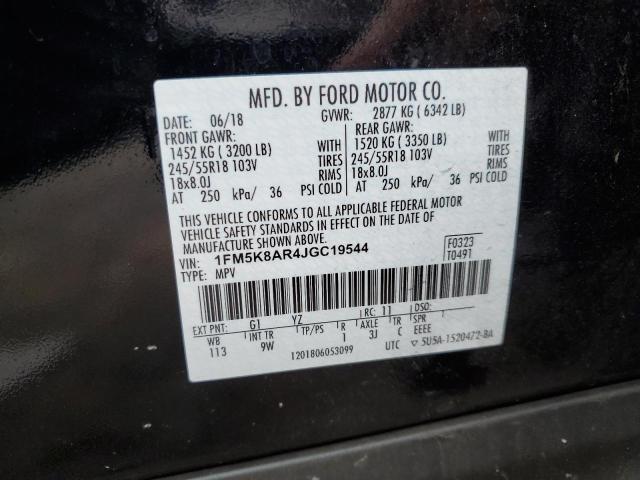 MFD. BY FORD MOTOR CO.
DATE: 06/18 GVWR: 2877 KG ( 6342 LB)
FRONT GAWR: REAR GAWR:
1452 KG ( 3200 LB) WITH 1520 KG ( 3350 LB) WITH
245/55R18 103V TIRES 245/55R18 103V TIRES
18x8.0J RIMS 18x8.0J RIMS
AT 250 kPa/ 36 PSI COLD AT 250 kPa/ 36 PSI COLD
THIS VEHICLE CONFORMS TO ALL APPLICABLE FEDERAL MOTOR
VEHICLE SAFETY STANDARDS IN EFFECT ON THE DATE OF
MANUFACTURE SHOWN ABOVE.
VIN: 1FM5K8AR4JGC19544 F0323
TYPE: MPV T0491
EXT PNT: G1 YZ RC: 11 DSO:
WB INT TR TP/PS R AXLE TR SPR
113 9W 1 3J C EEEE
1201806053099 UTC ▽ 5U5A-1520472-BA